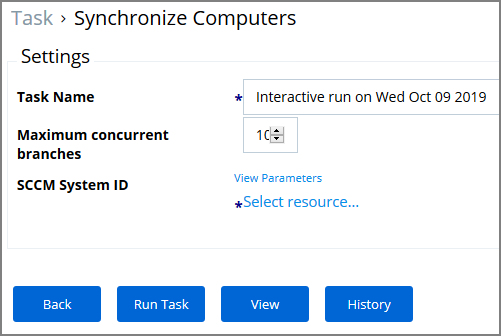 Task › Synchronize Computers
Settings
Task Name * Interactive run on Wed Oct 09 2019
Maximum concurrent 10
branches
SCCM System ID View Parameters
*Select resource...
Back Run Task View History